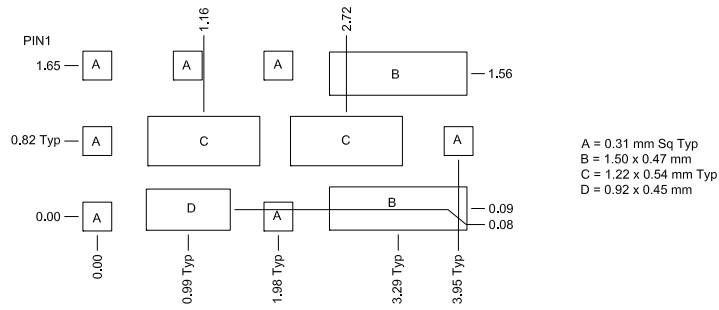 1.16
2.72
PIN1
1.65
A
A
A
B
1.56
0.82 Typ
A
C
C
A
A = 0.31 mm Sq Typ
B = 1.50 x 0.47 mm
C = 1.22 x 0.54 mm Typ
D = 0.92 x 0.45 mm
0.00
A
D
A
B
0.09
0.08
0.00
0.99 Typ
1.98 Typ
3.29 Typ
3.95 Typ